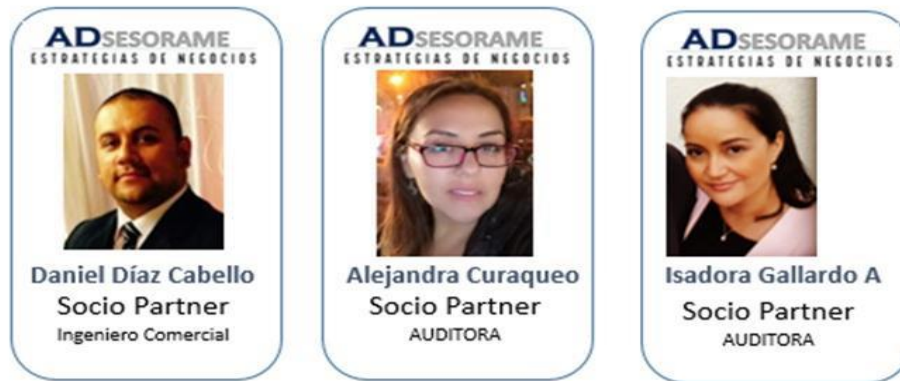 ADSESORAME
ESTRATEGIAS DE NEGOCIOS
Daniel Díaz Cabello
Socio Partner
Ingeniero Comercial
ADSESORAME
ESTRATEGIAS DE NEGOCIOS
Alejandra Curaqueo
Socio Partner
AUDITORA
ADSESORAME
ESTRATEGIAS DE NEGOCIOS
Isadora Gallardo A
Socio Partner
AUDITORA